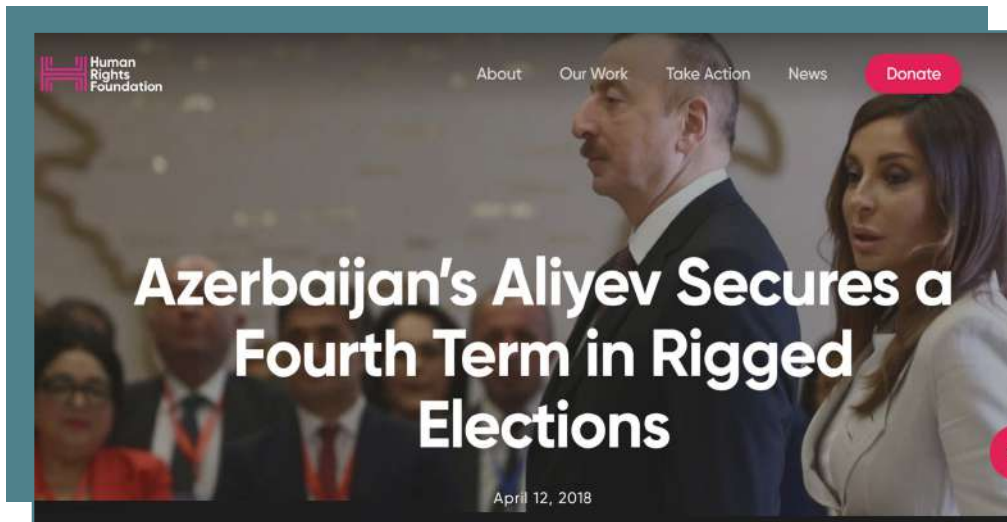 Human
Rights
Foundation
About Our Work Take Action News Donate
Azerbaijan's Aliyev Secures a
Fourth Term in Rigged
Elections
April 12, 2018